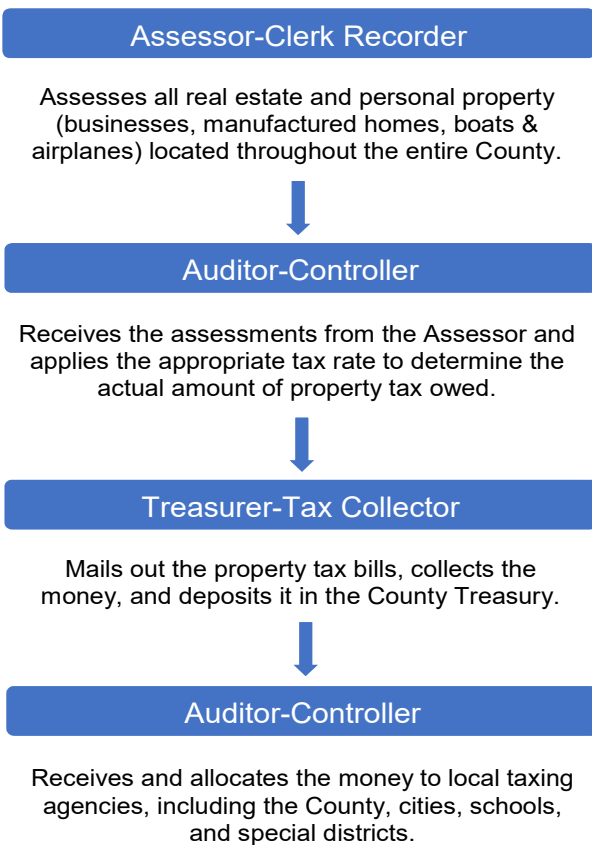 Assessor-Clerk Recorder
Assesses all real estate and personal property
(businesses, manufactured homes, boats &
airplanes) located throughout the entire County.
Auditor-Controller
Receives the assessments from the Assessor and
applies the appropriate tax rate to determine the
actual amount of property tax owed.
Treasurer-Tax Collector
Mails out the property tax bills, collects the
money, and deposits it in the County Treasury.
Auditor-Controller
Receives and allocates the money to local taxing
agencies, including the County, cities, schools,
and special districts.